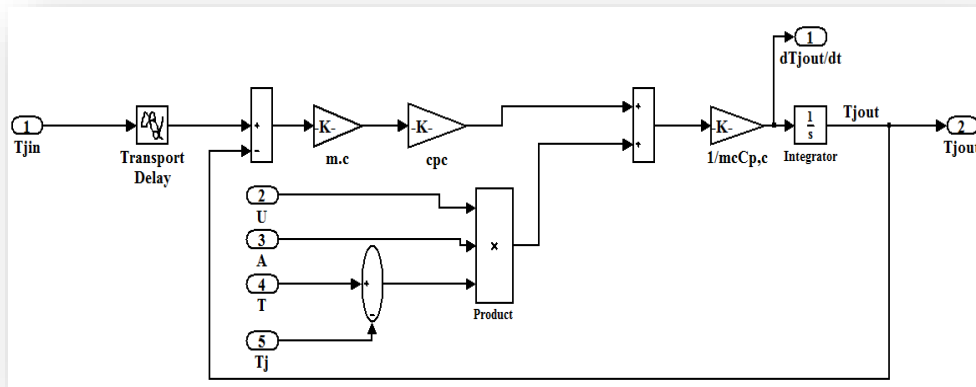 1
dTjout/dt
1
Tjin
Transport
Delay
+
-
-K-
m.c
-K-
cpc
+
+
-K-
1/mcCp,c
1
s
Integrator
Tjout
2
Tjout
2
U
3
A
4
T
5
Tj
+
-
×
Product